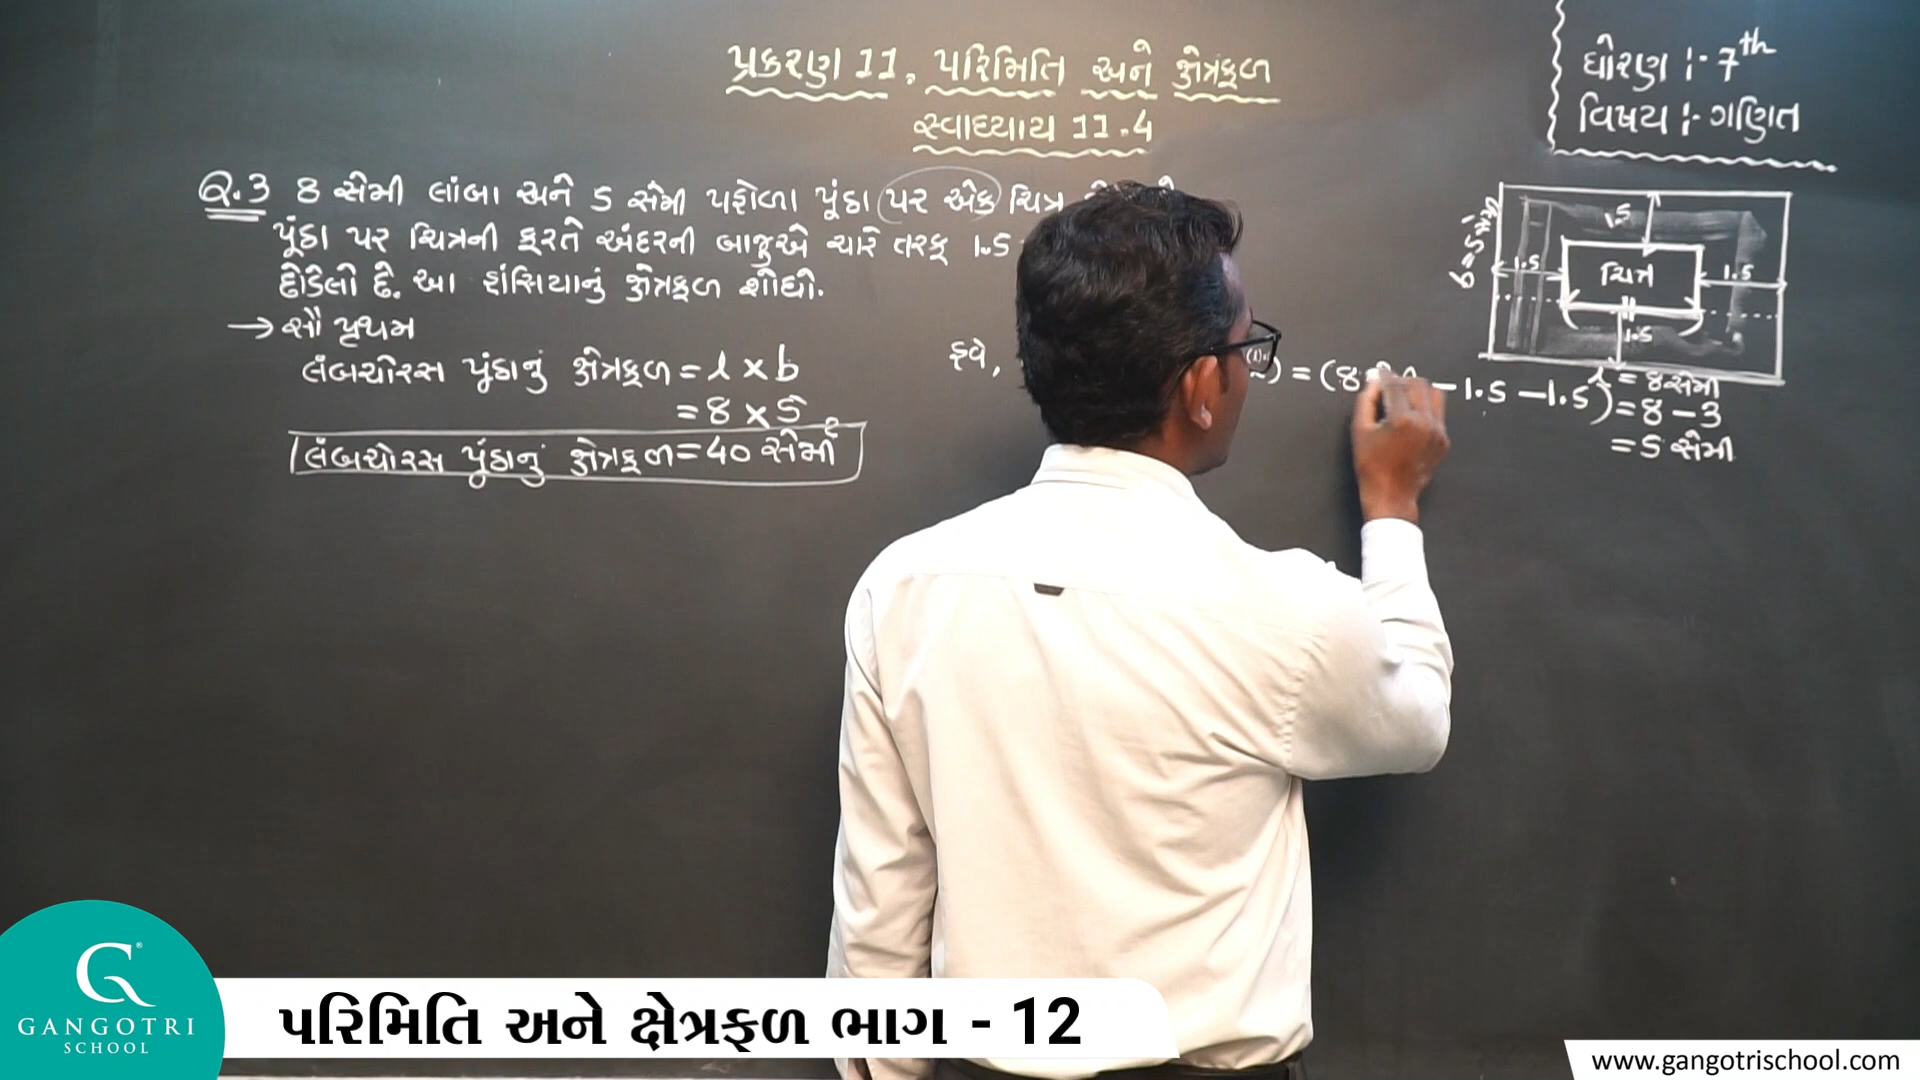 પ્રકરણ 11. પરિમિતિ અને ક્ષેત્રફળ
સ્વાધ્યાય 11.4
ધોરણ :- 7th
વિષય :- ગણિત
Q.3 8 સેમી લાંબા અને 5 સેમી પહોળા પૂંઠા પર એક ચિત્ર
પૂંઠા પર ચિત્રની ફરતે અંદરની બાજુએ ચારે તરફ 1.5
હાંસિયાનું ક્ષેત્રફળ શોધો.
→ સૌ પ્રથમ
લંબચોરસ પૂંઠાનું ક્ષેત્રફળ = l × b
= 8 × 5
લંબચોરસ પૂંઠાનું ક્ષેત્રફળ = 40 સેમી²
હવે,
(l) = (8 - 1.5 - 1.5) = 8 - 3
= 5 સેમી
b = 5 સેમી
1.5
1.5
ચિત્ર
1.5
1.5
l = 8 સેમી
GANGOTRI
SCHOOL
પરિમિતિ અને ક્ષેત્રફળ ભાગ - 12
www.gangotrischool.com